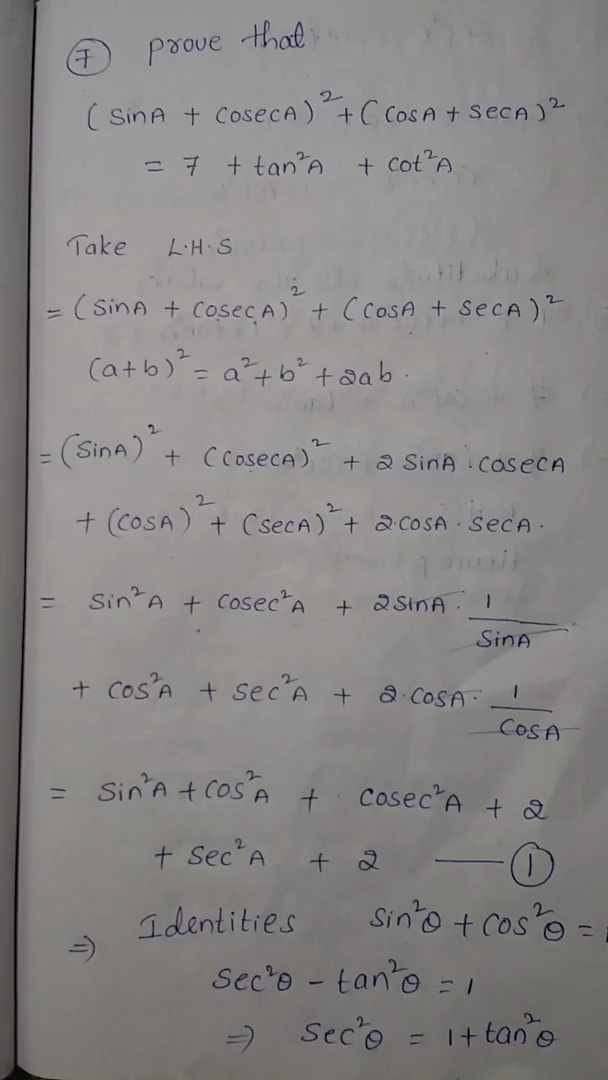 7 prove that
(sinA + cosecA)² + (cosA + secA)²
= 7 + tan²A + cot²A.
Take L.H.S
= (sinA + cosecA)² + (cosA + secA)²
(a+b)² = a² + b² + 2ab.
= (sinA)² + (cosecA)² + 2 sinA . cosecA
+ (cosA)² + (secA)² + 2.cosA . secA.
= sin²A + cosec²A + 2sinA . 1/sinA
+ cos²A + sec²A + 2.cosA . 1/cosA
= sin²A + cos²A + cosec²A + 2
+ sec²A + 2 —— 1
⇒ Identities sin²θ + cos²θ = 1
sec²θ - tan²θ = 1
⇒ sec²θ = 1+tan²θ